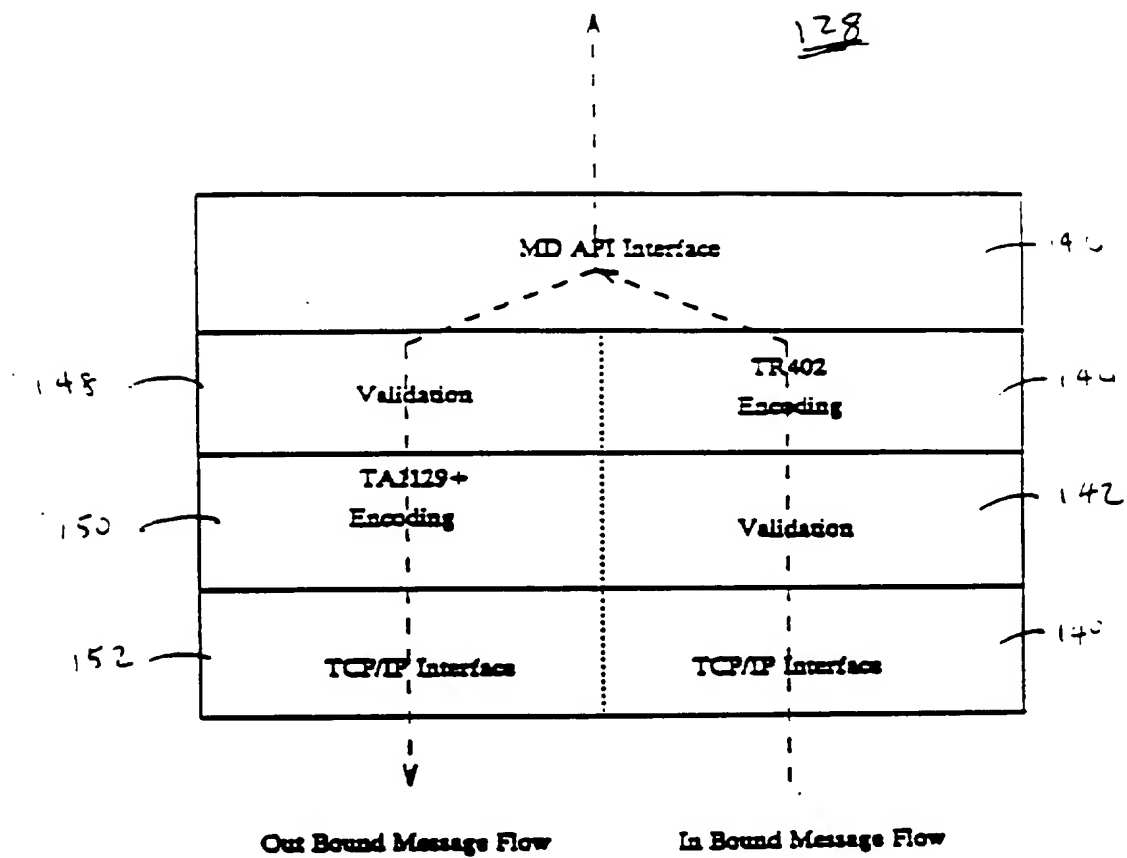 128
MD API Interface
148
Validation
TR402
Encoding
150
TA1129+
Encoding
Validation
142
152
TCP/IP Interface
TCP/IP Interface
140
Out Bound Message Flow
In Bound Message Flow